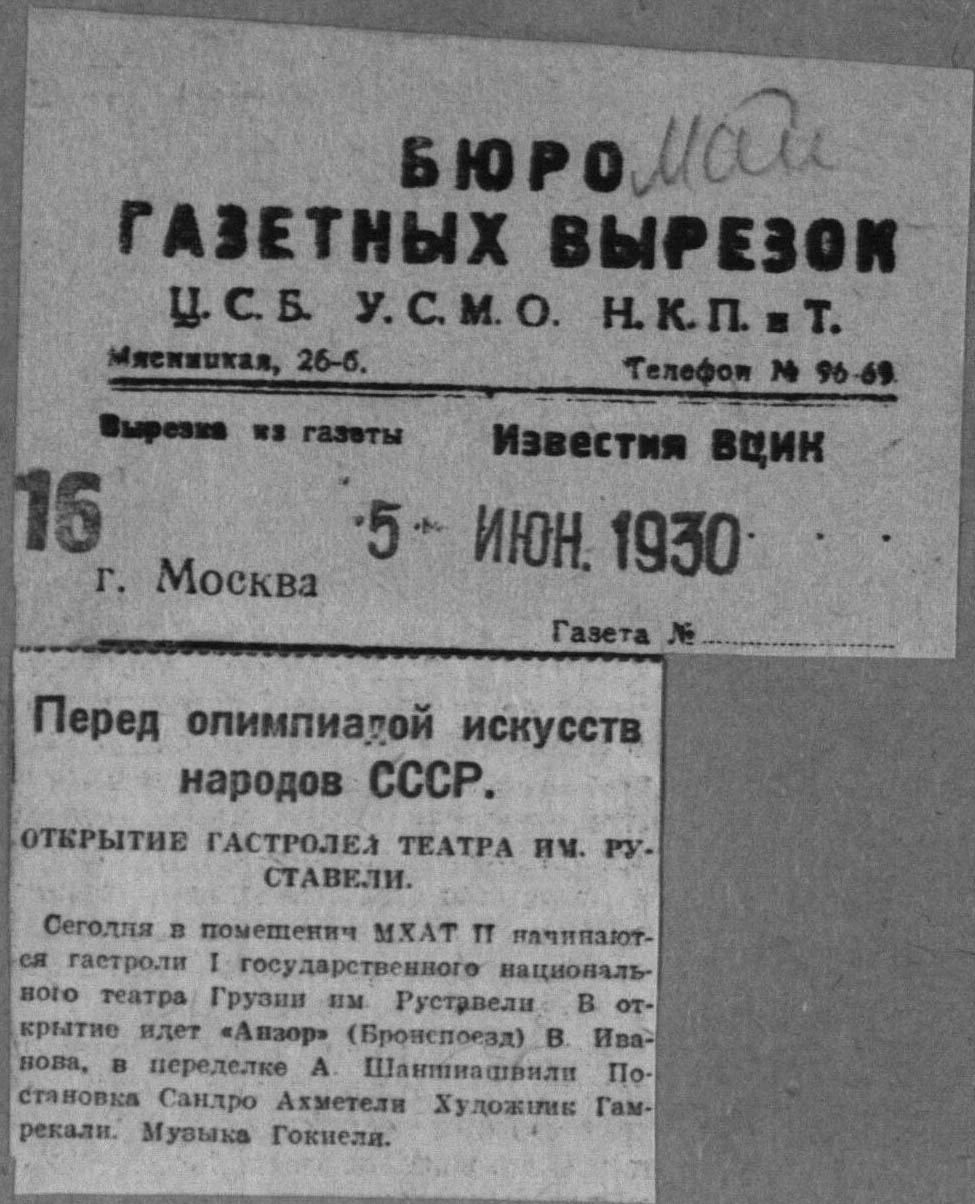 БЮРО
ГАЗЕТНЫХ ВЫРЕЗОК
Ц.С.Б. У.С.М.О. Н.К.П. и Т.
Мясницкая, 26-б. Телефон № 96-69
Вырезка из газеты Известия ВЦИК
16
5 ИЮН. 1930
г. Москва
Газета №
Перед олимпиадой искусств
народов СССР.
ОТКРЫТИЕ ГАСТРОЛЕЙ ТЕАТРА ИМ. РУ-
СТАВЕЛИ.
Сегодня в помещении МХАТ II начинают-
ся гастроли I государственного националь-
ного театра Грузии им. Руставели. В от-
крытие идет «Анзор» (Бронепоезд) В. Ива-
нова, в переделке А. Шаншиашвили По-
становка Сандро Ахметели Художник Гам-
рекали. Музыка Гокиели.